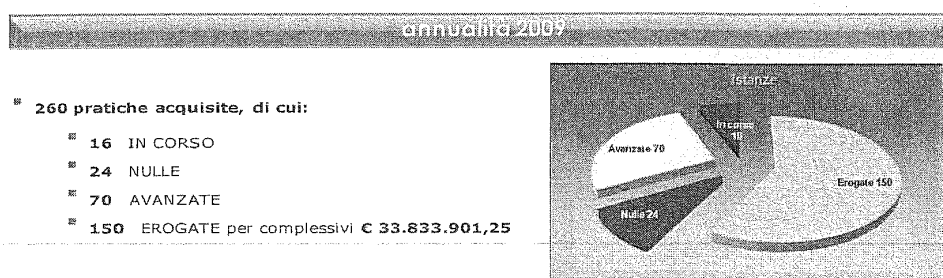 annualità 2009
260 pratiche acquisite, di cui:
16 IN CORSO
24 NULLE
70 AVANZATE
150 EROGATE per complessivi € 33.833.901,25
Istanze
In corso
16
Avanzate 70
Erogate 150
Nulle 24